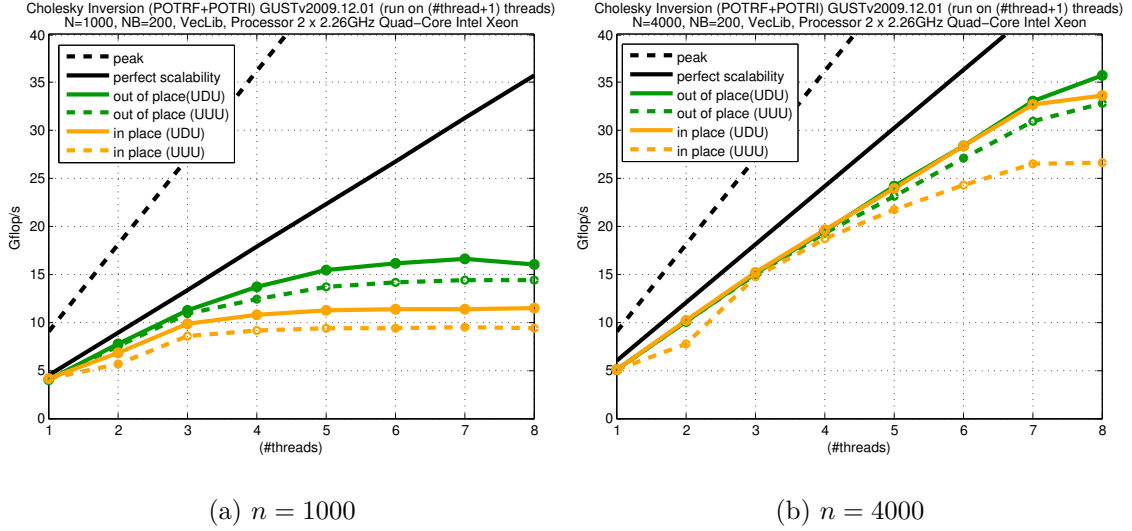 Cholesky Inversion (POTRF+POTRI) GUSTv2009.12.01 (run on (#thread+1) threads)
N=1000, NB=200, VecLib, Processor 2 x 2.26GHz Quad-Core Intel Xeon
40
35
30
25
20
15
10
5
0
Gflop/s
peak
perfect scalability
out of place(UDU)
out of place (UUU)
in place (UDU)
in place (UUU)
1 2 3 4 5 6 7 8
(#threads)
(a) n = 1000
Cholesky Inversion (POTRF+POTRI) GUSTv2009.12.01 (run on (#thread+1) threads)
N=4000, NB=200, VecLib, Processor 2 x 2.26GHz Quad-Core Intel Xeon
40
35
30
25
20
15
10
5
0
Gflop/s
peak
perfect scalability
out of place(UDU)
out of place (UUU)
in place (UDU)
in place (UUU)
1 2 3 4 5 6 7 8
(#threads)
(b) n = 4000